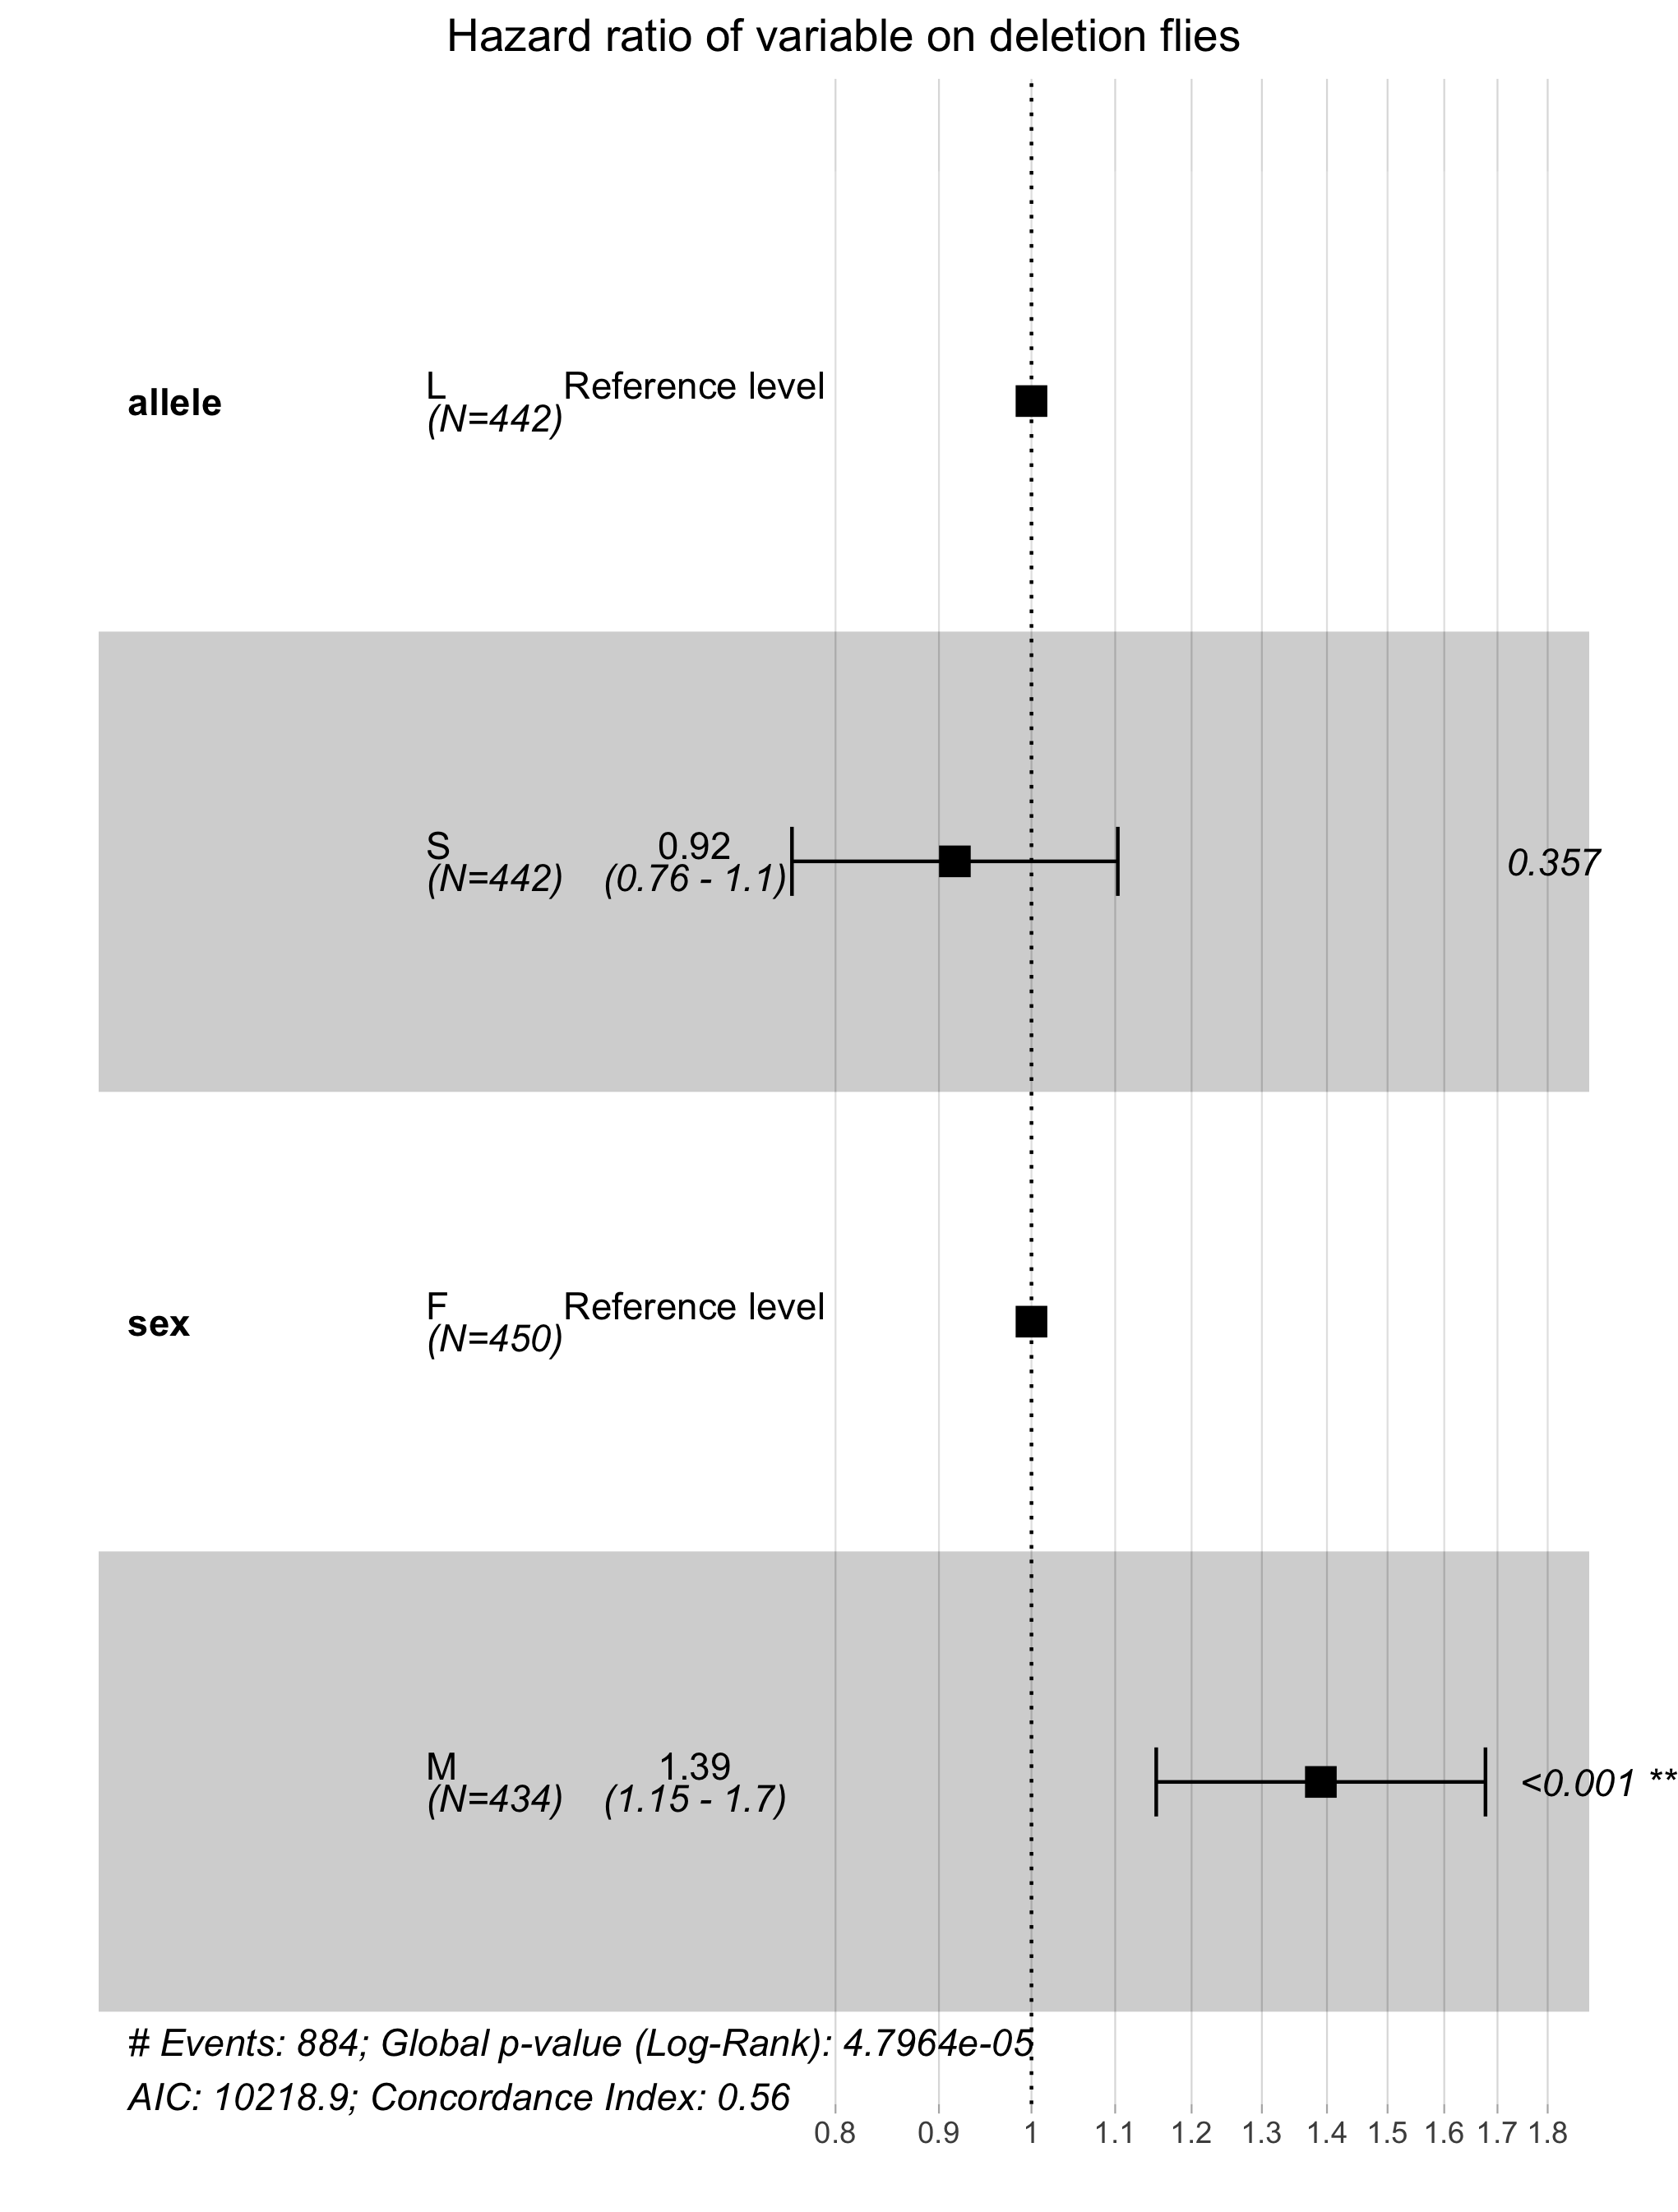 Hazard ratio of variable on deletion flies
allele
L
(N=442)
Reference level
S
(N=442)
0.92
(0.76 - 1.1)
0.357
sex
F
(N=450)
Reference level
M
(N=434)
1.39
(1.15 - 1.7)
<0.001 **
# Events: 884; Global p-value (Log-Rank): 4.7964e-05
AIC: 10218.9; Concordance Index: 0.56
0.8 0.9 1 1.1 1.2 1.3 1.4 1.5 1.6 1.7 1.8